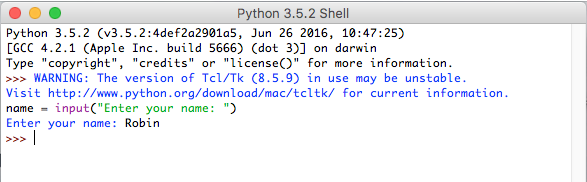 Python 3.5.2 Shell
Python 3.5.2 (v3.5.2:4def2a2901a5, Jun 26 2016, 10:47:25)
[GCC 4.2.1 (Apple Inc. build 5666) (dot 3)] on darwin
Type "copyright", "credits" or "license()" for more information.
>>> WARNING: The version of Tcl/Tk (8.5.9) in use may be unstable.
Visit http://www.python.org/download/mac/tcltk/ for current information.
name = input("Enter your name: ")
Enter your name: Robin
>>>